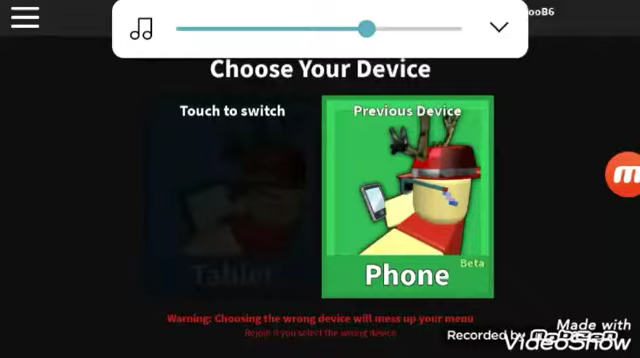 ooB6
Choose Your Device
Touch to switch
Previous Device
Tablet
Beta
Phone
Warning: Choosing the wrong device will mess up your menu
Rejoin if you select the wrong device
Made with
Recorded by
VideoShow